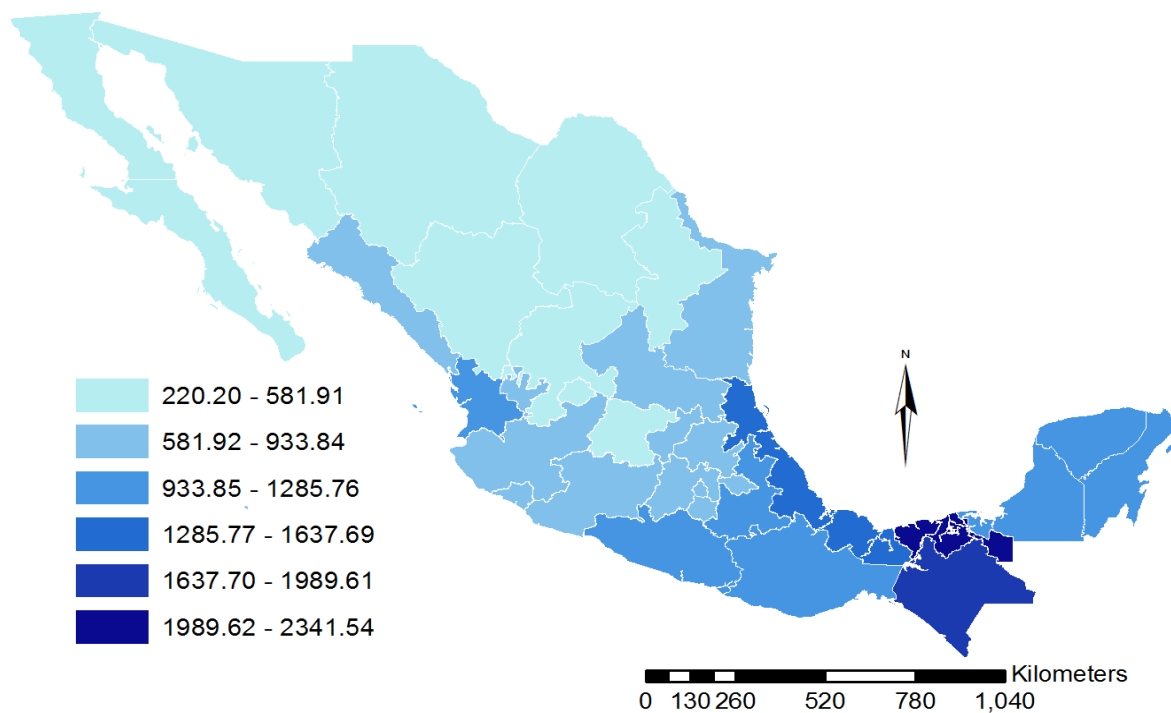 N
220.20 - 581.91
581.92 - 933.84
933.85 - 1285.76
1285.77 - 1637.69
1637.70 - 1989.61
1989.62 - 2341.54
Kilometers
0 130 260 520 780 1,040